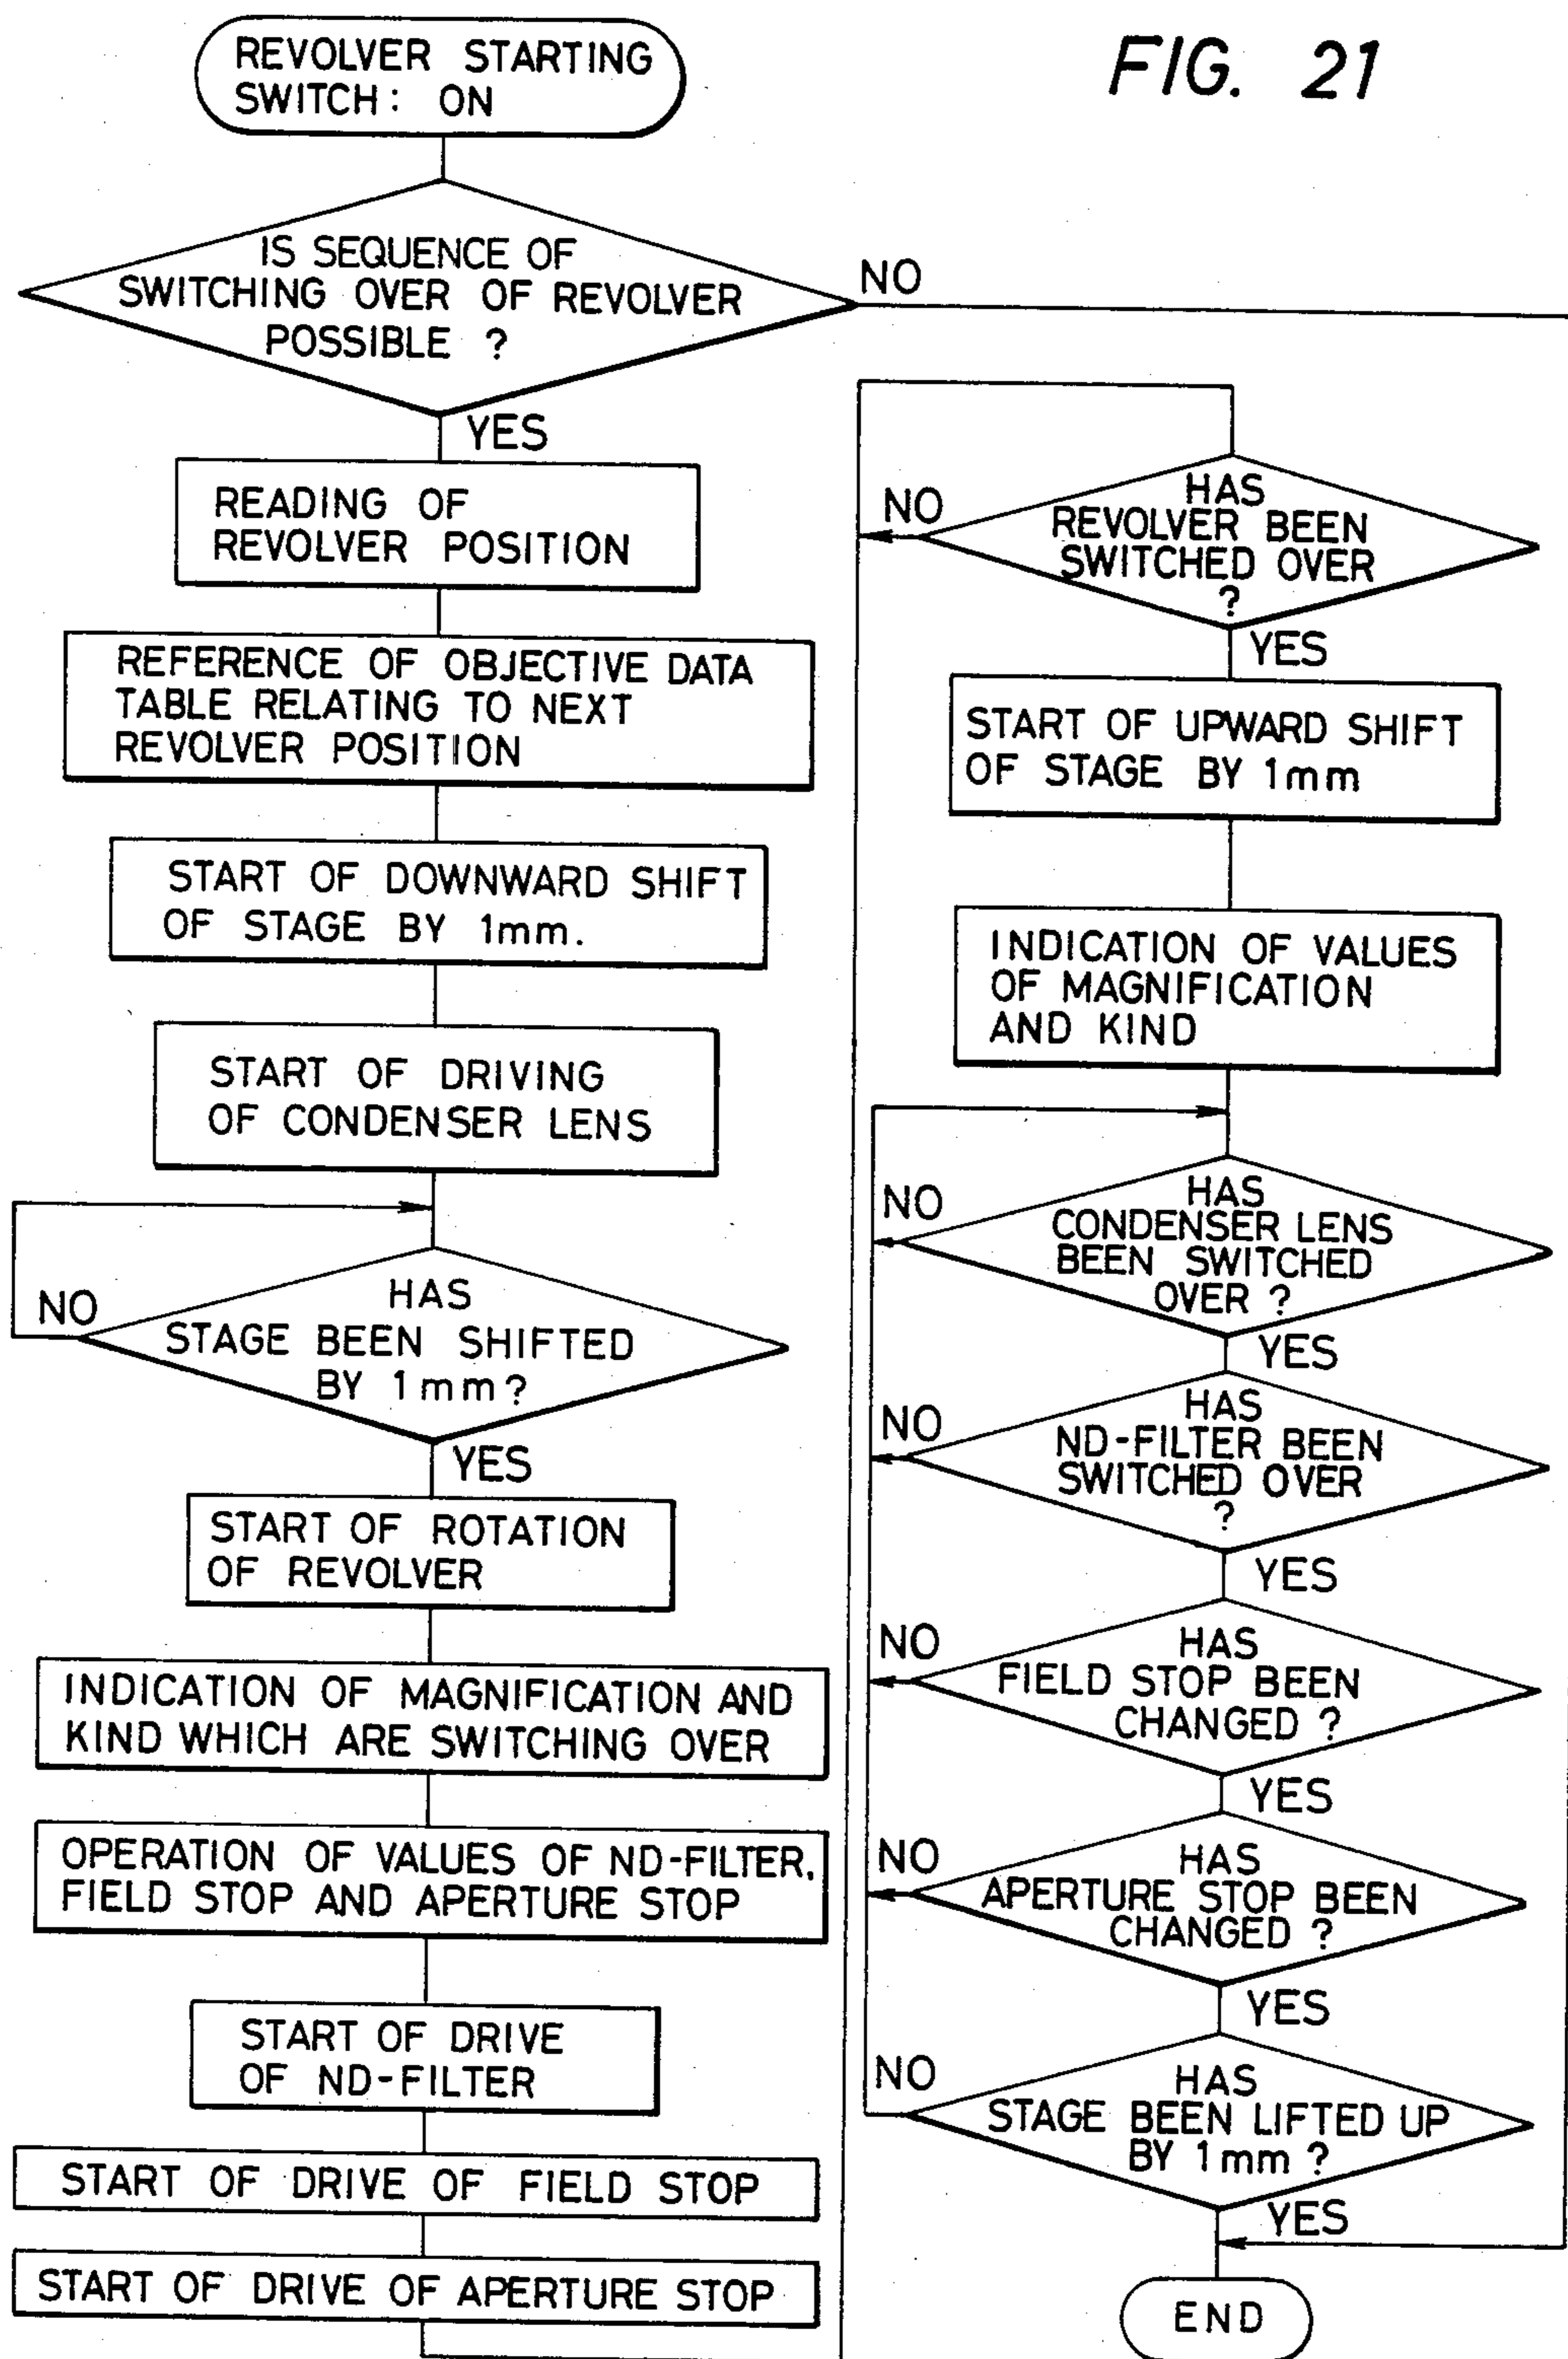 FIG. 21
REVOLVER STARTING
SWITCH: ON
IS SEQUENCE OF
SWITCHING OVER OF REVOLVER
POSSIBLE ?
NO
YES
READING OF
REVOLVER POSITION
REFERENCE OF OBJECTIVE DATA
TABLE RELATING TO NEXT
REVOLVER POSITION
START OF DOWNWARD SHIFT
OF STAGE BY 1mm.
START OF DRIVING
OF CONDENSER LENS
HAS
STAGE BEEN SHIFTED
BY 1mm?
NO
YES
START OF ROTATION
OF REVOLVER
INDICATION OF MAGNIFICATION AND
KIND WHICH ARE SWITCHING OVER
OPERATION OF VALUES OF ND-FILTER.
FIELD STOP AND APERTURE STOP
START OF DRIVE
OF ND-FILTER
START OF DRIVE OF FIELD STOP
START OF DRIVE OF APERTURE STOP
HAS
REVOLVER BEEN
SWITCHED OVER
?
NO
YES
START OF UPWARD SHIFT
OF STAGE BY 1mm
INDICATION OF VALUES
OF MAGNIFICATION
AND KIND
HAS
CONDENSER LENS
BEEN SWITCHED
OVER ?
NO
YES
HAS
ND-FILTER BEEN
SWITCHED OVER
?
NO
YES
HAS
FIELD STOP BEEN
CHANGED ?
NO
YES
HAS
APERTURE STOP BEEN
CHANGED ?
NO
YES
HAS
STAGE BEEN LIFTED UP
BY 1mm ?
NO
YES
END